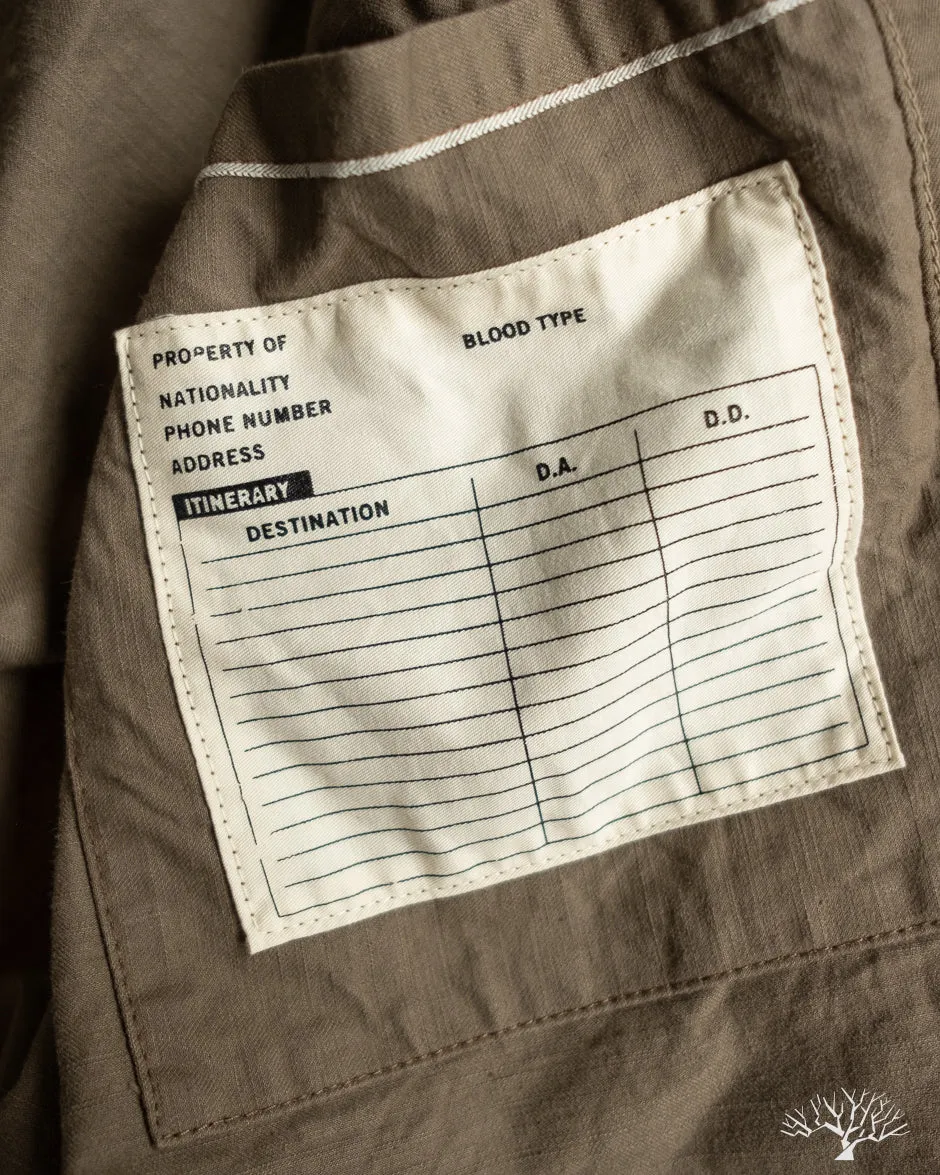 PROPERTY OF BLOOD TYPE
NATIONALITY
PHONE NUMBER
ADDRESS
ITINERARY
DESTINATION D.A. D.D.